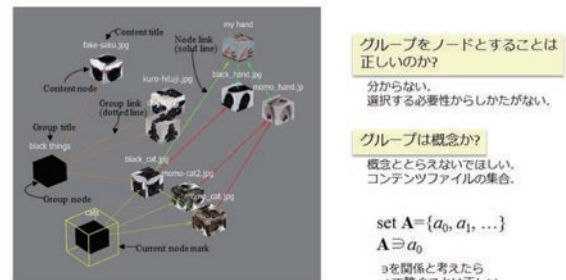 Content title
fake-saku.jpg
Content node
Node link
(solid line)
my hand
kuro-hituji.jpg
black_hand.jpg
momo_hand.jp
Group link
(dotted line)
Group title
black things
black_cat.jpg
momo-cat2.jpg
momo_cat.jpg
Group node
cats
Current node mark
グループをノードとすることは
正しいのか?
分からない.
選択する必要性からしかたがない.
グループは概念か?
概念ととらえないでほしい.
コンテンツファイルの集合.
set A={a₀, a₁, …}
A∋a₀
∋を関係と考えたら